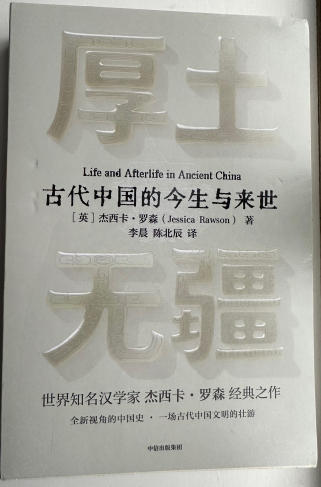 厚土
Life and Afterlife in Ancient China
古代中国的今生与来世
[英] 杰西卡·罗森 (Jessica Rawson) 著
李晨 陈北辰 译
无疆
世界知名汉学家 杰西卡·罗森 经典之作
全新视角的中国史·一场古代中国文明的壮游
中信出版集团